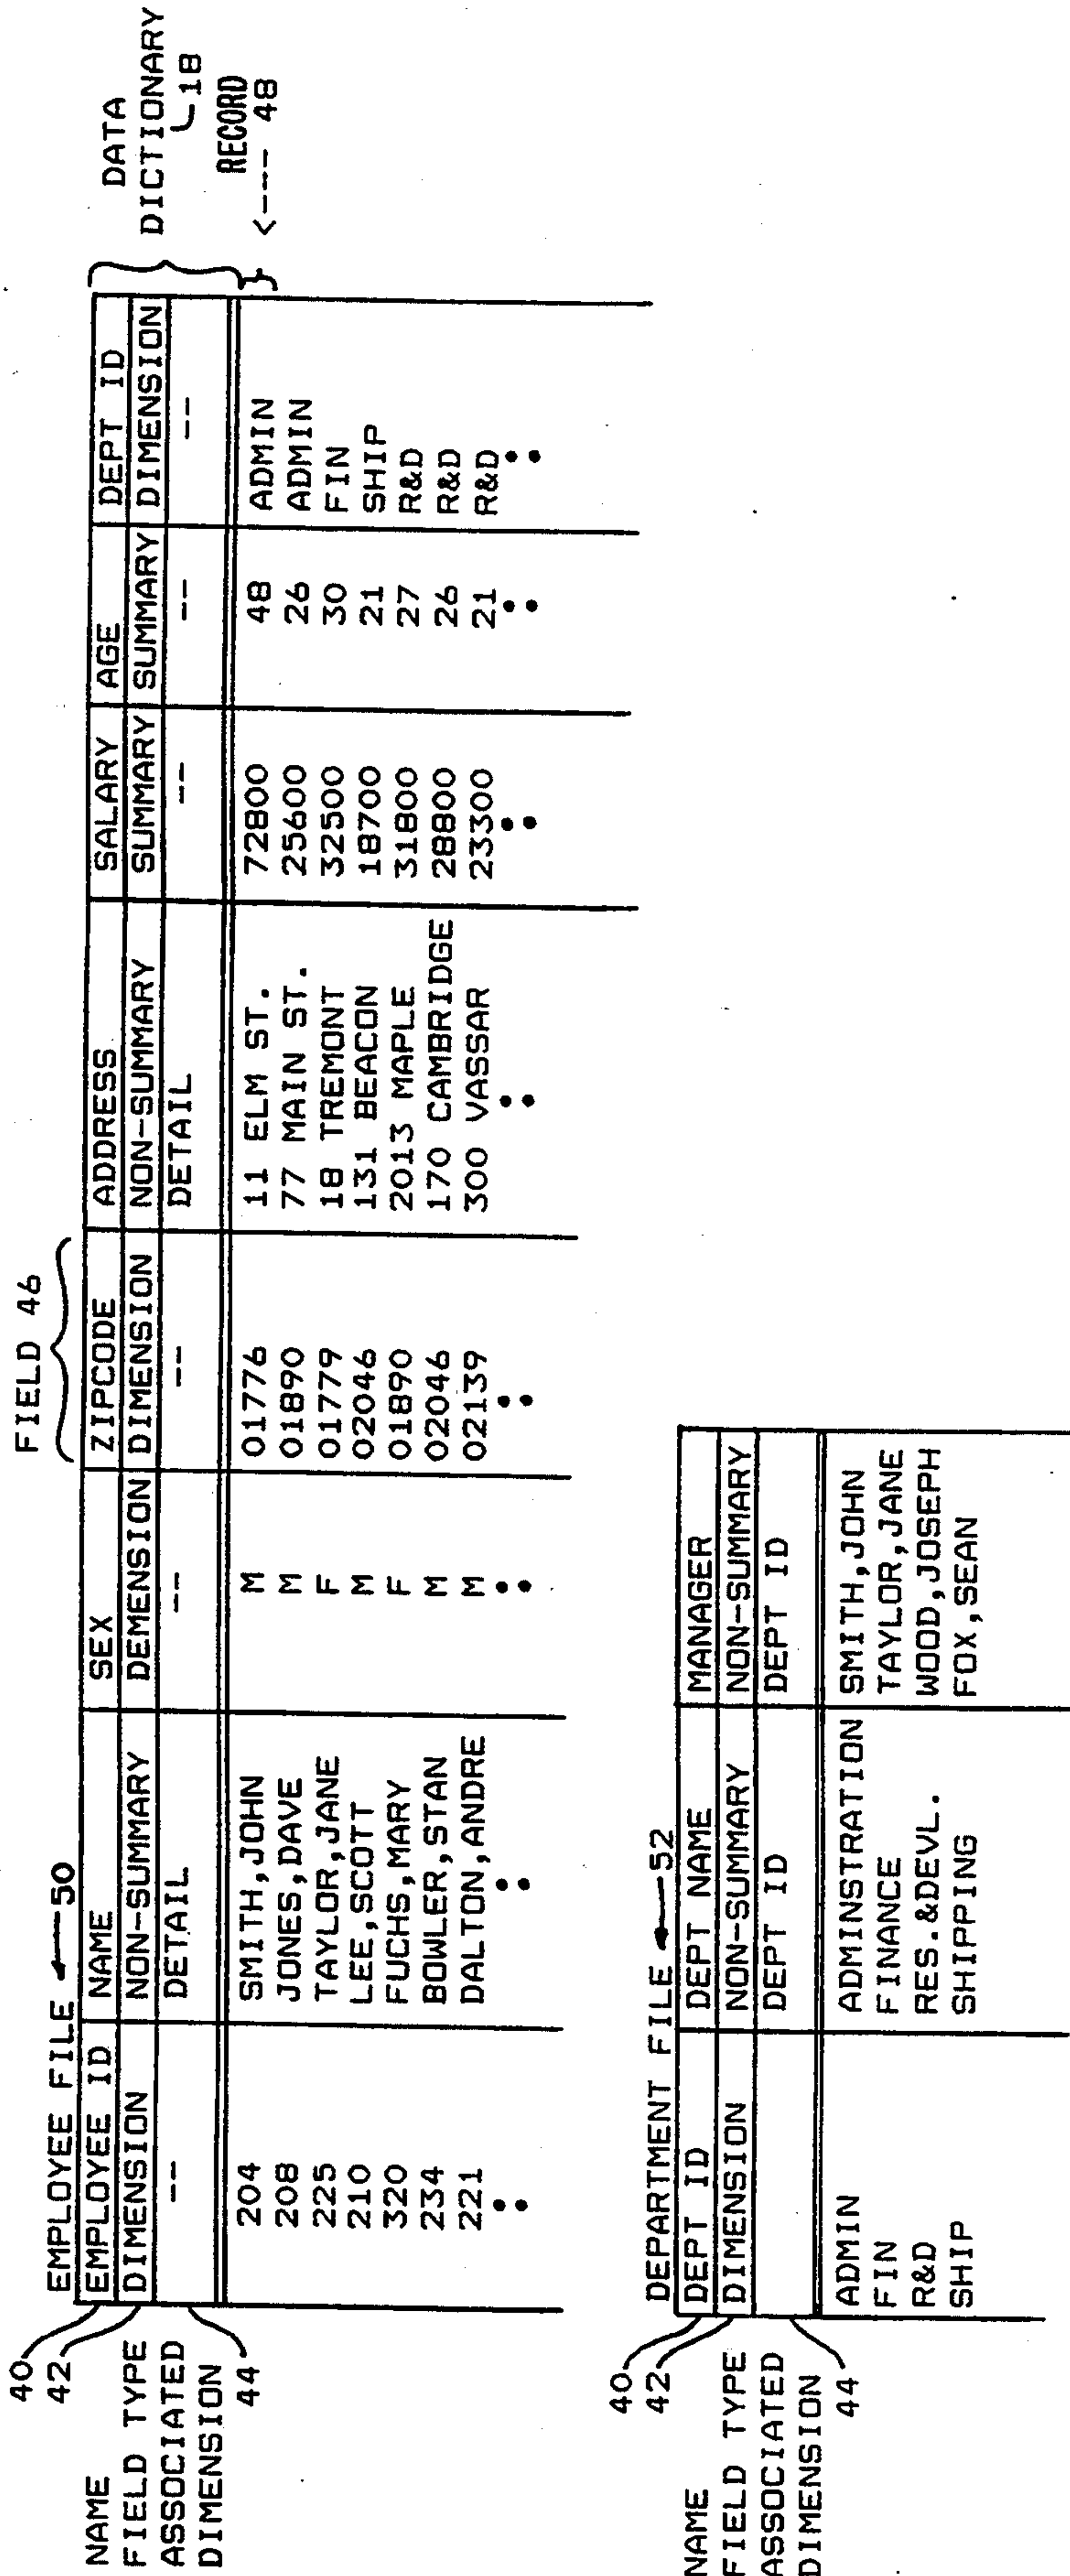 FIELD 46
DATA
DICTIONARY
18
RECORD
<--- 48
40
42
44
NAME
FIELD TYPE
ASSOCIATED
DIMENSION
EMPLOYEE FILE 50
EMPLOYEE ID NAME SEX ZIPCODE ADDRESS SALARY AGE DEPT ID
DIMENSION NON-SUMMARY DEMENSION DIMENSION NON-SUMMARY SUMMARY SUMMARY DIMENSION
-- DETAIL -- -- DETAIL -- -- --
204 SMITH,JOHN M 01776 11 ELM ST. 72800 48 ADMIN
208 JONES,DAVE M 01890 77 MAIN ST. 25600 26 ADMIN
225 TAYLOR,JANE F 01779 18 TREMONT 32500 30 FIN
210 LEE,SCOTT M 02046 131 BEACON 18700 21 SHIP
320 FUCHS,MARY F 01890 2013 MAPLE 31800 27 R&D
234 BOWLER,STAN M 02046 170 CAMBRIDGE 28800 26 R&D
221 DALTON,ANDRE M 02139 300 VASSAR 23300 21 R&D
40
42
44
NAME
FIELD TYPE
ASSOCIATED
DIMENSION
DEPARTMENT FILE 52
DEPT ID DEPT NAME MANAGER
DIMENSION NON-SUMMARY NON-SUMMARY
DEPT ID DEPT ID
ADMIN ADMINSTRATION SMITH,JOHN
FIN FINANCE TAYLOR,JANE
R&D RES.&DEVL. WOOD,JOSEPH
SHIP SHIPPING FOX,SEAN